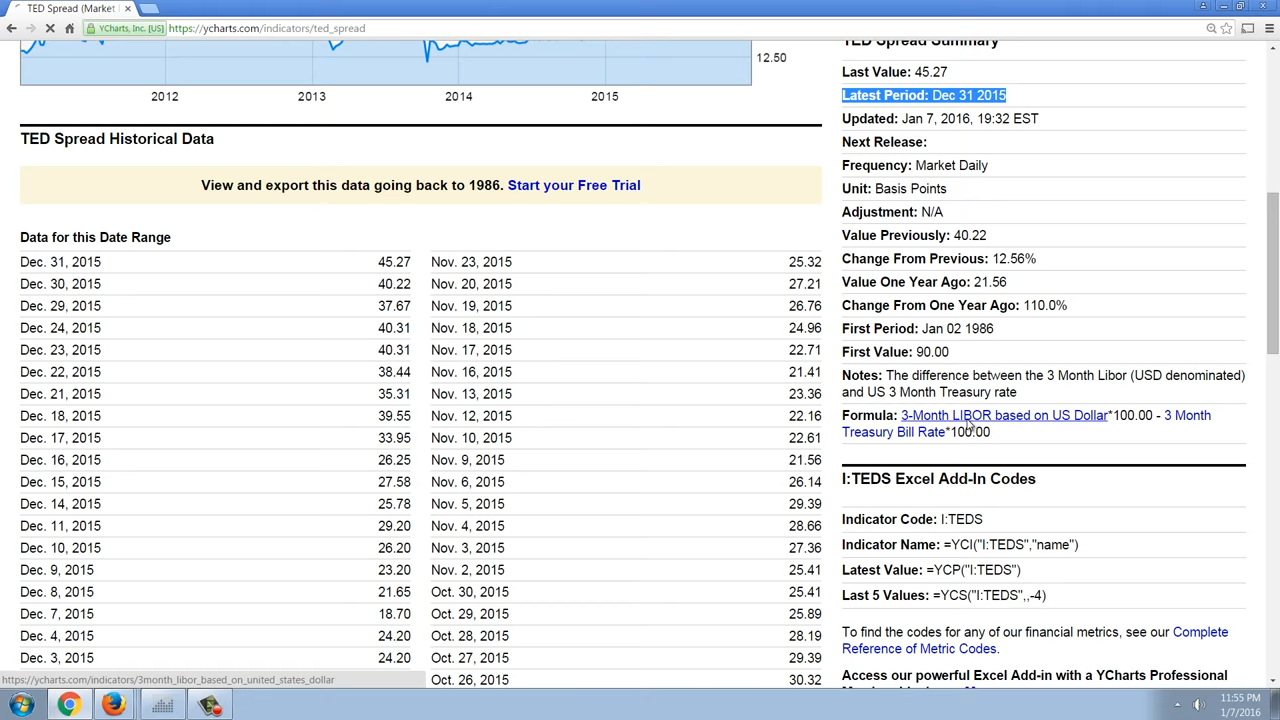 TED Spread (Market
YCharts, Inc. [US]
https://ycharts.com/indicators/ted_spread
12.50
2012
2013
2014
2015
TED Spread Historical Data
View and export this data going back to 1986. Start your Free Trial
Data for this Date Range
Dec. 31, 2015 45.27
Dec. 30, 2015 40.22
Dec. 29, 2015 37.67
Dec. 24, 2015 40.31
Dec. 23, 2015 40.31
Dec. 22, 2015 38.44
Dec. 21, 2015 35.31
Dec. 18, 2015 39.55
Dec. 17, 2015 33.95
Dec. 16, 2015 26.25
Dec. 15, 2015 27.58
Dec. 14, 2015 25.78
Dec. 11, 2015 29.20
Dec. 10, 2015 26.20
Dec. 9, 2015 23.20
Dec. 8, 2015 21.65
Dec. 7, 2015 18.70
Dec. 4, 2015 24.20
Dec. 3, 2015 24.20
Nov. 23, 2015 25.32
Nov. 20, 2015 27.21
Nov. 19, 2015 26.76
Nov. 18, 2015 24.96
Nov. 17, 2015 22.71
Nov. 16, 2015 21.41
Nov. 13, 2015 23.36
Nov. 12, 2015 22.16
Nov. 10, 2015 22.61
Nov. 9, 2015 21.56
Nov. 6, 2015 26.14
Nov. 5, 2015 29.39
Nov. 4, 2015 28.66
Nov. 3, 2015 27.36
Nov. 2, 2015 25.41
Oct. 30, 2015 25.41
Oct. 29, 2015 25.89
Oct. 28, 2015 28.19
Oct. 27, 2015 29.39
Oct. 26, 2015 30.32
TED Spread Summary
Last Value: 45.27
Latest Period: Dec 31 2015
Updated: Jan 7, 2016, 19:32 EST
Next Release:
Frequency: Market Daily
Unit: Basis Points
Adjustment: N/A
Value Previously: 40.22
Change From Previous: 12.56%
Value One Year Ago: 21.56
Change From One Year Ago: 110.0%
First Period: Jan 02 1986
First Value: 90.00
Notes: The difference between the 3 Month Libor (USD denominated)
and US 3 Month Treasury rate
Formula: 3-Month LIBOR based on US Dollar*100.00 - 3 Month
Treasury Bill Rate*100.00
I:TEDS Excel Add-In Codes
Indicator Code: I:TEDS
Indicator Name: =YCI("I:TEDS","name")
Latest Value: =YCP("I:TEDS")
Last 5 Values: =YCS("I:TEDS",,-4)
To find the codes for any of our financial metrics, see our Complete
Reference of Metric Codes.
Access our powerful Excel Add-in with a YCharts Professional
https://ycharts.com/indicators/3month_libor_based_on_united_states_dollar
11:55 PM
1/7/2016